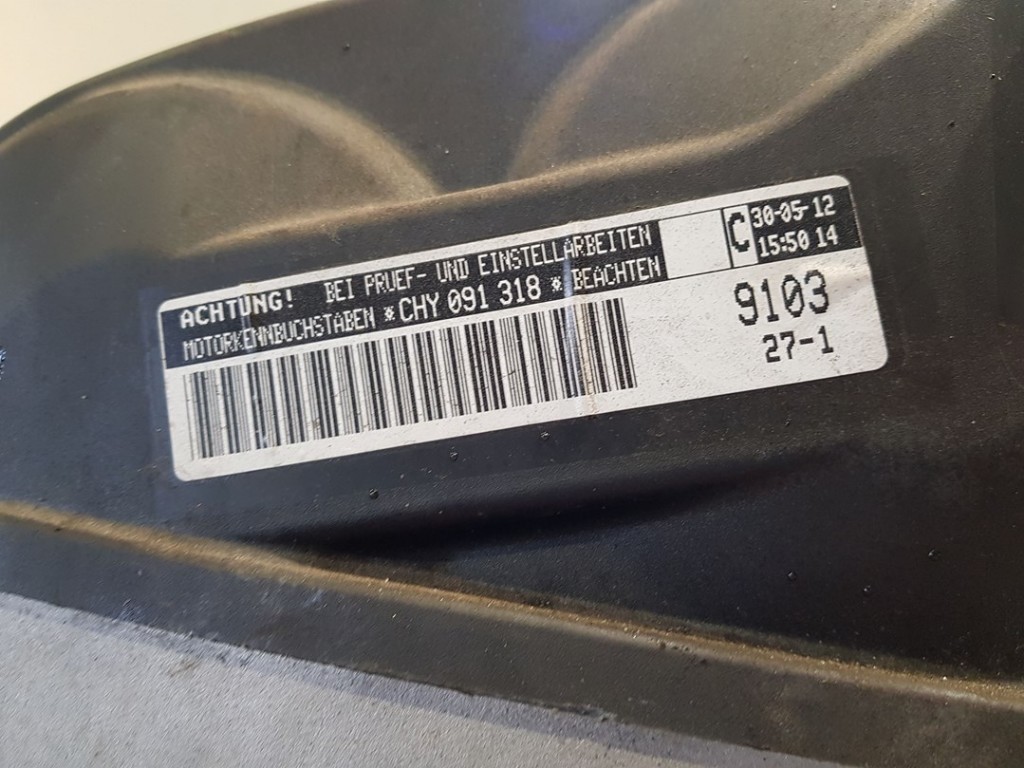 ACHTUNG! BEI PRUEF- UND EINSTELLARBEITEN
MOTORKENNBUCHSTABEN *CHY 091 318 * BEACHTEN
C
30-05-12
15:50 14
9103
27-1